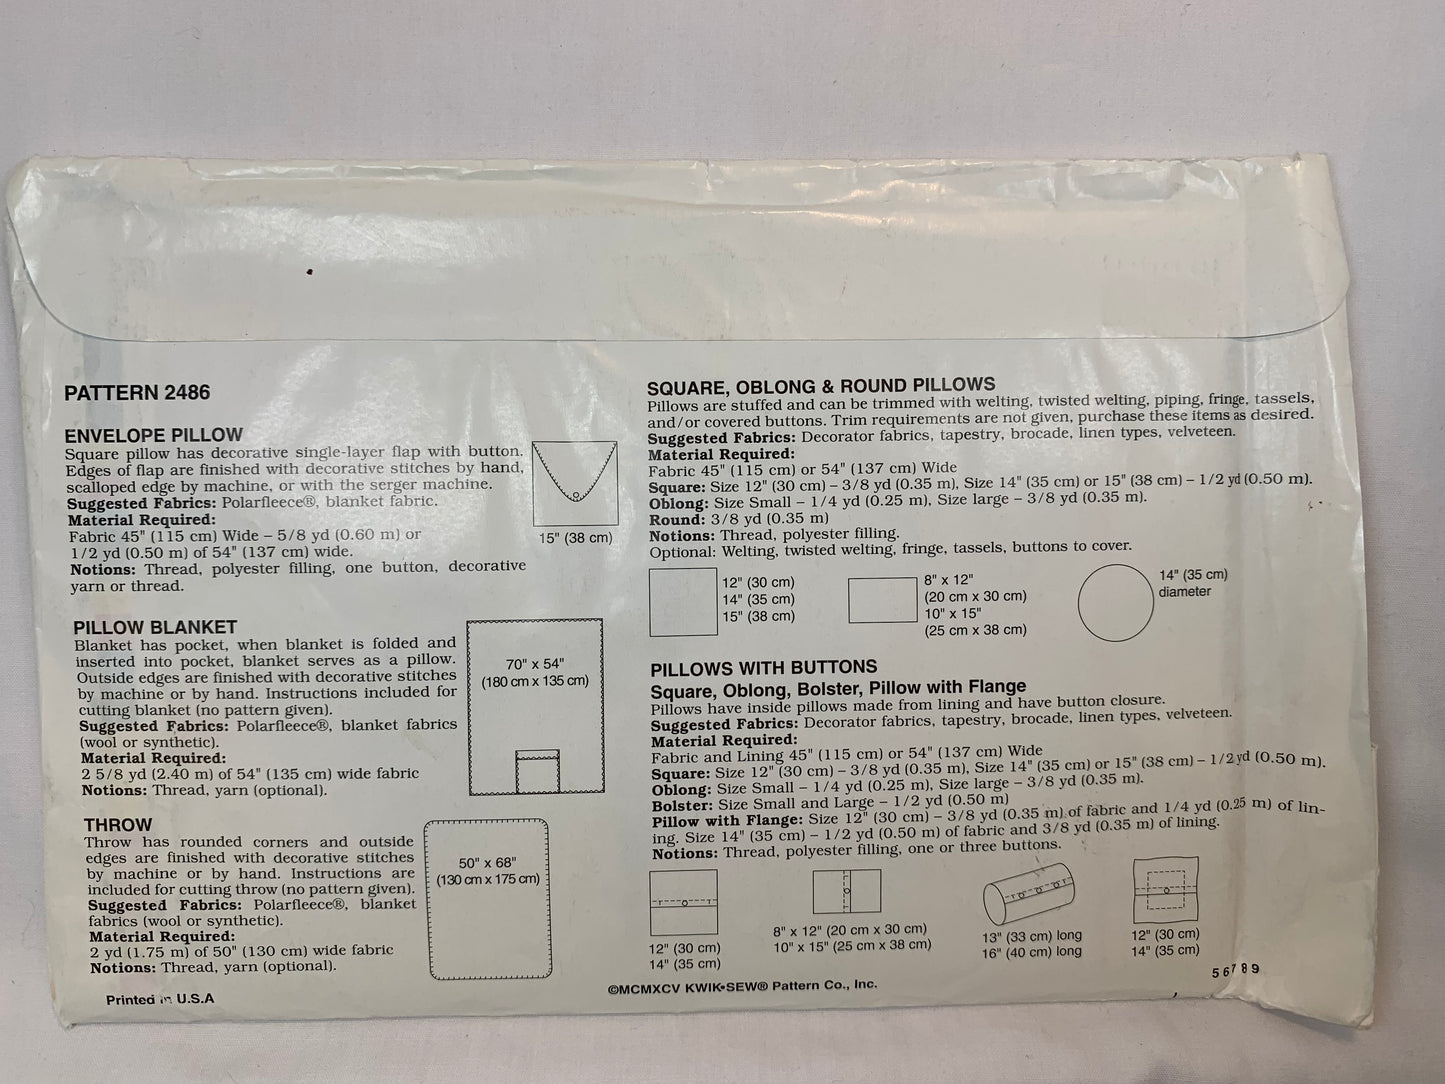 PATTERN 2486
ENVELOPE PILLOW
Square pillow has decorative single-layer flap with button.
Edges of flap are finished with decorative stitches by hand,
scalloped edge by machine, or with the serger machine.
Suggested Fabrics: Polarfleece®, blanket fabric.
Material Required:
Fabric 45" (115 cm) Wide – 5/8 yd (0.60 m) or
1/2 yd (0.50 m) of 54" (137 cm) wide.
Notions: Thread, polyester filling, one button, decorative
yarn or thread.
15" (38 cm)
PILLOW BLANKET
Blanket has pocket, when blanket is folded and
inserted into pocket, blanket serves as a pillow.
Outside edges are finished with decorative stitches
by machine or by hand. Instructions included for
cutting blanket (no pattern given).
Suggested Fabrics: Polarfleece®, blanket fabrics
(wool or synthetic).
Material Required:
2 5/8 yd (2.40 m) of 54" (135 cm) wide fabric
Notions: Thread, yarn (optional).
70" x 54"
(180 cm x 135 cm)
THROW
Throw has rounded corners and outside
edges are finished with decorative stitches
by machine or by hand. Instructions are
included for cutting throw (no pattern given).
Suggested Fabrics: Polarfleece®, blanket
fabrics (wool or synthetic).
Material Required:
2 yd (1.75 m) of 50" (130 cm) wide fabric
Notions: Thread, yarn (optional).
50" x 68"
(130 cm x 175 cm)
Printed in U.S.A
SQUARE, OBLONG & ROUND PILLOWS
Pillows are stuffed and can be trimmed with welting, twisted welting, piping, fringe, tassels,
and/or covered buttons. Trim requirements are not given, purchase these items as desired.
Suggested Fabrics: Decorator fabrics, tapestry, brocade, linen types, velveteen.
Material Required:
Fabric 45" (115 cm) or 54" (137 cm) Wide
Square: Size 12" (30 cm) – 3/8 yd (0.35 m), Size 14" (35 cm) or 15" (38 cm) – 1/2 yd (0.50 m).
Oblong: Size Small – 1/4 yd (0.25 m), Size large – 3/8 yd (0.35 m).
Round: 3/8 yd (0.35 m)
Notions: Thread, polyester filling.
Optional: Welting, twisted welting, fringe, tassels, buttons to cover.
12" (30 cm)
14" (35 cm)
15" (38 cm)
8" x 12"
(20 cm x 30 cm)
10" x 15"
(25 cm x 38 cm)
14" (35 cm)
diameter
PILLOWS WITH BUTTONS
Square, Oblong, Bolster, Pillow with Flange
Pillows have inside pillows made from lining and have button closure.
Suggested Fabrics: Decorator fabrics, tapestry, brocade, linen types, velveteen.
Material Required:
Fabric and Lining 45" (115 cm) or 54" (137 cm) Wide
Square: Size 12" (30 cm) – 3/8 yd (0.35 m), Size 14" (35 cm) or 15" (38 cm) – 1/2 yd (0.50 m).
Oblong: Size Small – 1/4 yd (0.25 m), Size large – 3/8 yd (0.35 m).
Bolster: Size Small and Large – 1/2 yd (0.50 m)
Pillow with Flange: Size 12" (30 cm) – 3/8 yd (0.35 m) of fabric and 1/4 yd (0.25 m) of lin-
ing. Size 14" (35 cm) – 1/2 yd (0.50 m) of fabric and 3/8 yd (0.35 m) of lining.
Notions: Thread, polyester filling, one or three buttons.
12" (30 cm)
14" (35 cm)
8" x 12" (20 cm x 30 cm)
10" x 15" (25 cm x 38 cm)
13" (33 cm) long
16" (40 cm) long
12" (30 cm)
14" (35 cm)
5 6 7 8 9
©MCMXCV KWIK•SEW® Pattern Co., Inc.